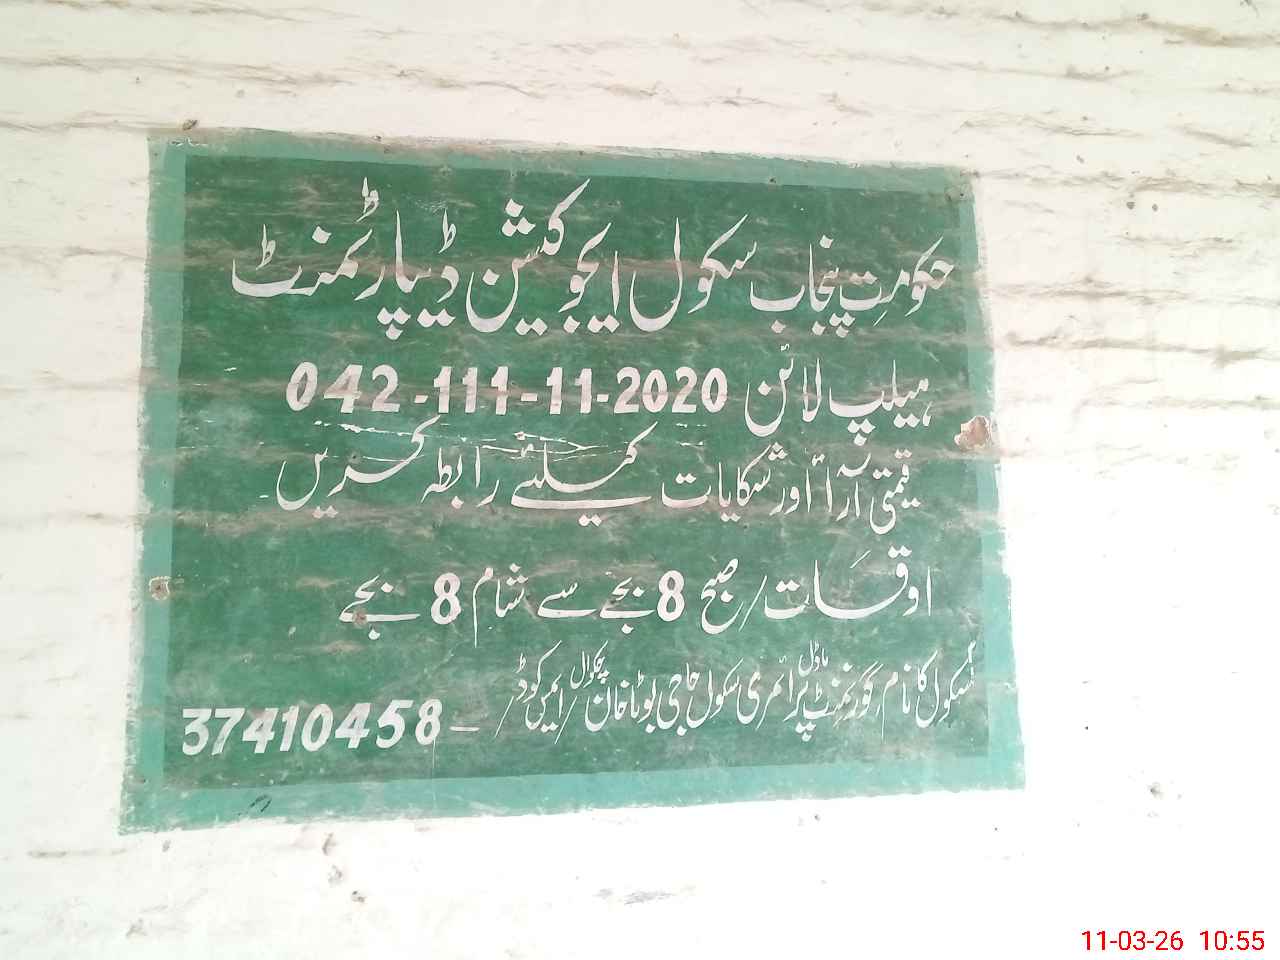 حکومتِ پنجاب سکول ایجوکیشن ڈیپارٹمنٹ
ہیلپ لائن 042-111-11-2020
قیمتی آرآ اور شکایات کیلئے رابطہ کریں
اوقات / صبح 8 بجے سے شام 8 بجے
سکول کا نام گورنمنٹ ماڈل پرائمری سکول حاجی بوٹا خان چکوال / ایمس کوڈ / 37410458
11-03-26 10:55